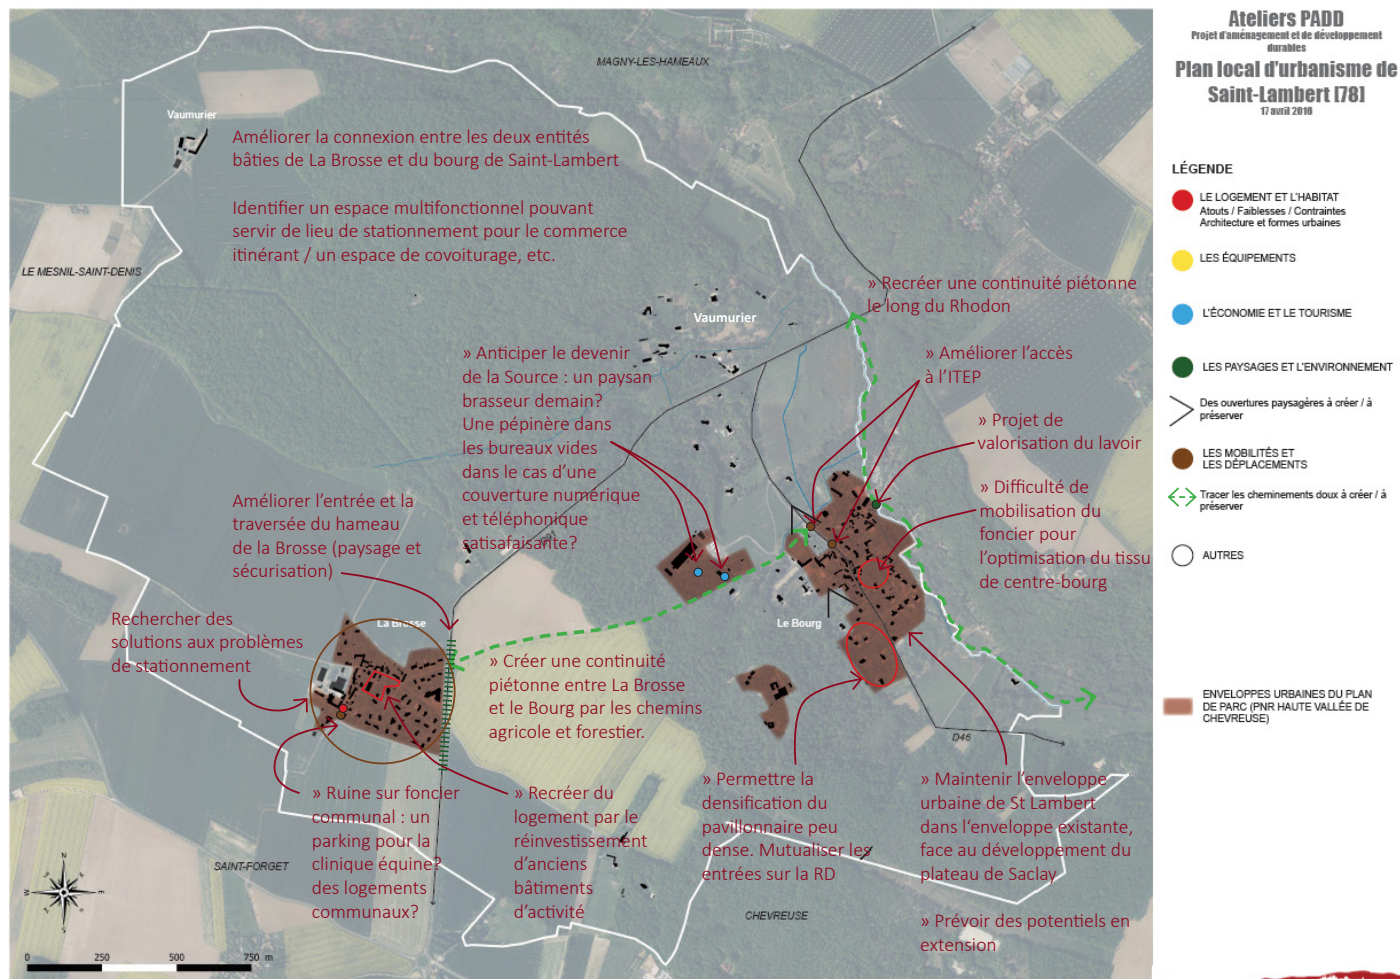 Ateliers PADD
Projet d'aménagement et de développement
durables
Plan local d'urbanisme de
Saint-Lambert [78]
17 avril 2016
LÉGENDE
LE LOGEMENT ET L'HABITAT
Atouts / Faiblesses / Contraintes
Architecture et formes urbaines
LES ÉQUIPEMENTS
L'ÉCONOMIE ET LE TOURISME
LES PAYSAGES ET L'ENVIRONNEMENT
Des ouvertures paysagères à créer / à
préserver
LES MOBILITÉS ET
LES DÉPLACEMENTS
Tracer les cheminements doux à créer / à
préserver
AUTRES
ENVELOPPES URBAINES DU PLAN
DE PARC (PNR HAUTE VALLÉE DE
CHEVREUSE)
MAGNY-LES-HAMEAUX
Vaumurier
Améliorer la connexion entre les deux entités
bâties de La Brosse et du bourg de Saint-Lambert
Identifier un espace multifonctionnel pouvant
servir de lieu de stationnement pour le commerce
itinérant / un espace de covoiturage, etc.
LE MESNIL-SAINT-DENIS
» Recréer une continuité piétonne
le long du Rhodon
Vaumurier
» Anticiper le devenir
de la Source : un paysan
brasseur demain?
Une pépinère dans
les bureaux vides
dans le cas d'une
couverture numérique
et téléphonique
satisafaisante?
» Améliorer l'accès
à l'ITEP
» Projet de
valorisation du lavoir
» Difficulté de
mobilisation du
foncier pour
l'optimisation du tissu
de centre-bourg
Améliorer l'entrée et la
traversée du hameau
de la Brosse (paysage et
sécurisation)
Rechercher des
solutions aux problèmes
de stationnement
La Brosse
Le Bourg
» Créer une continuité
piétonne entre La Brosse
et le Bourg par les chemins
agricole et forestier.
D46
» Ruine sur foncier
communal : un
parking pour la
clinique équine?
des logements
communaux?
» Recréer du
logement par le
réinvestissement
d'anciens
bâtiments
d'activité
» Permettre la
densification du
pavillonnaire peu
dense. Mutualiser les
entrées sur la RD
» Maintenir l'enveloppe
urbaine de St Lambert
dans l'enveloppe existante,
face au développement du
plateau de Saclay
» Prévoir des potentiels en
extension
SAINT-FORGET
CHEVREUSE
N
E
S
W
0 250 500 750 m